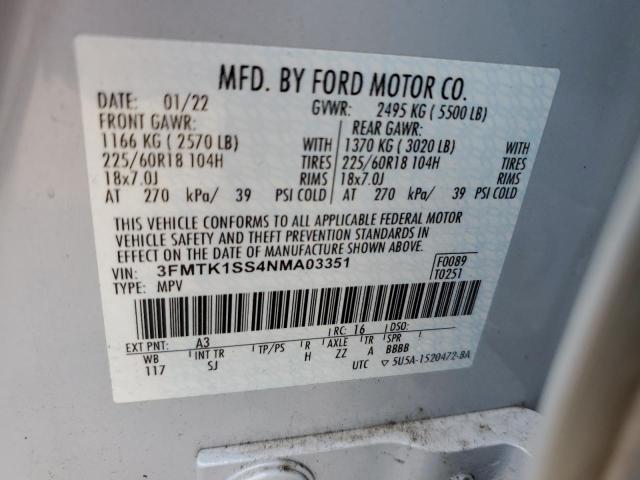 MFD. BY FORD MOTOR CO.
DATE: 01/22 GVWR: 2495 KG (5500 LB)
FRONT GAWR: REAR GAWR:
1166 KG (2570 LB) WITH 1370 KG (3020 LB) WITH
225/60R18 104H TIRES 225/60R18 104H TIRES
18x7.0J RIMS 18x7.0J RIMS
AT 270 kPa/ 39 PSI COLD AT 270 kPa/ 39 PSI COLD
THIS VEHICLE CONFORMS TO ALL APPLICABLE FEDERAL MOTOR
VEHICLE SAFETY AND THEFT PREVENTION STANDARDS IN
EFFECT ON THE DATE OF MANUFACTURE SHOWN ABOVE.
VIN: 3FMTK1SS4NMA03351 F0089
TYPE: MPV T0251
EXT PNT: A3 RC: 16 DSO:
WB INT TR TP/PS R AXLE TR SPR
117 SJ H ZZ A BBBB
UTC ▽ 5U5A-1520472-BA